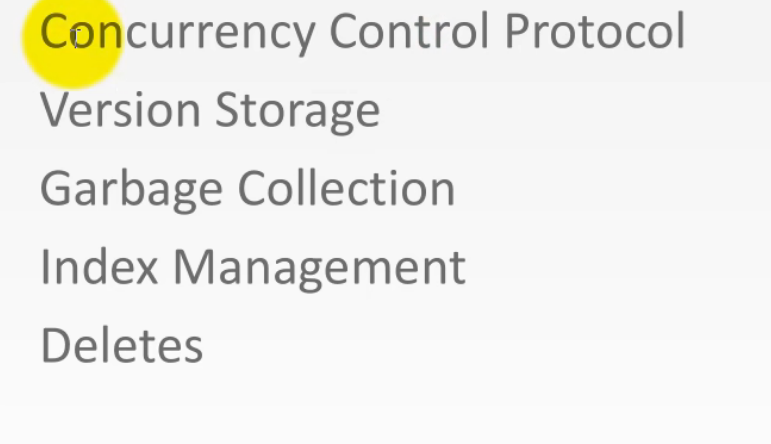 Concurrency Control Protocol
Version Storage
Garbage Collection
Index Management
Deletes